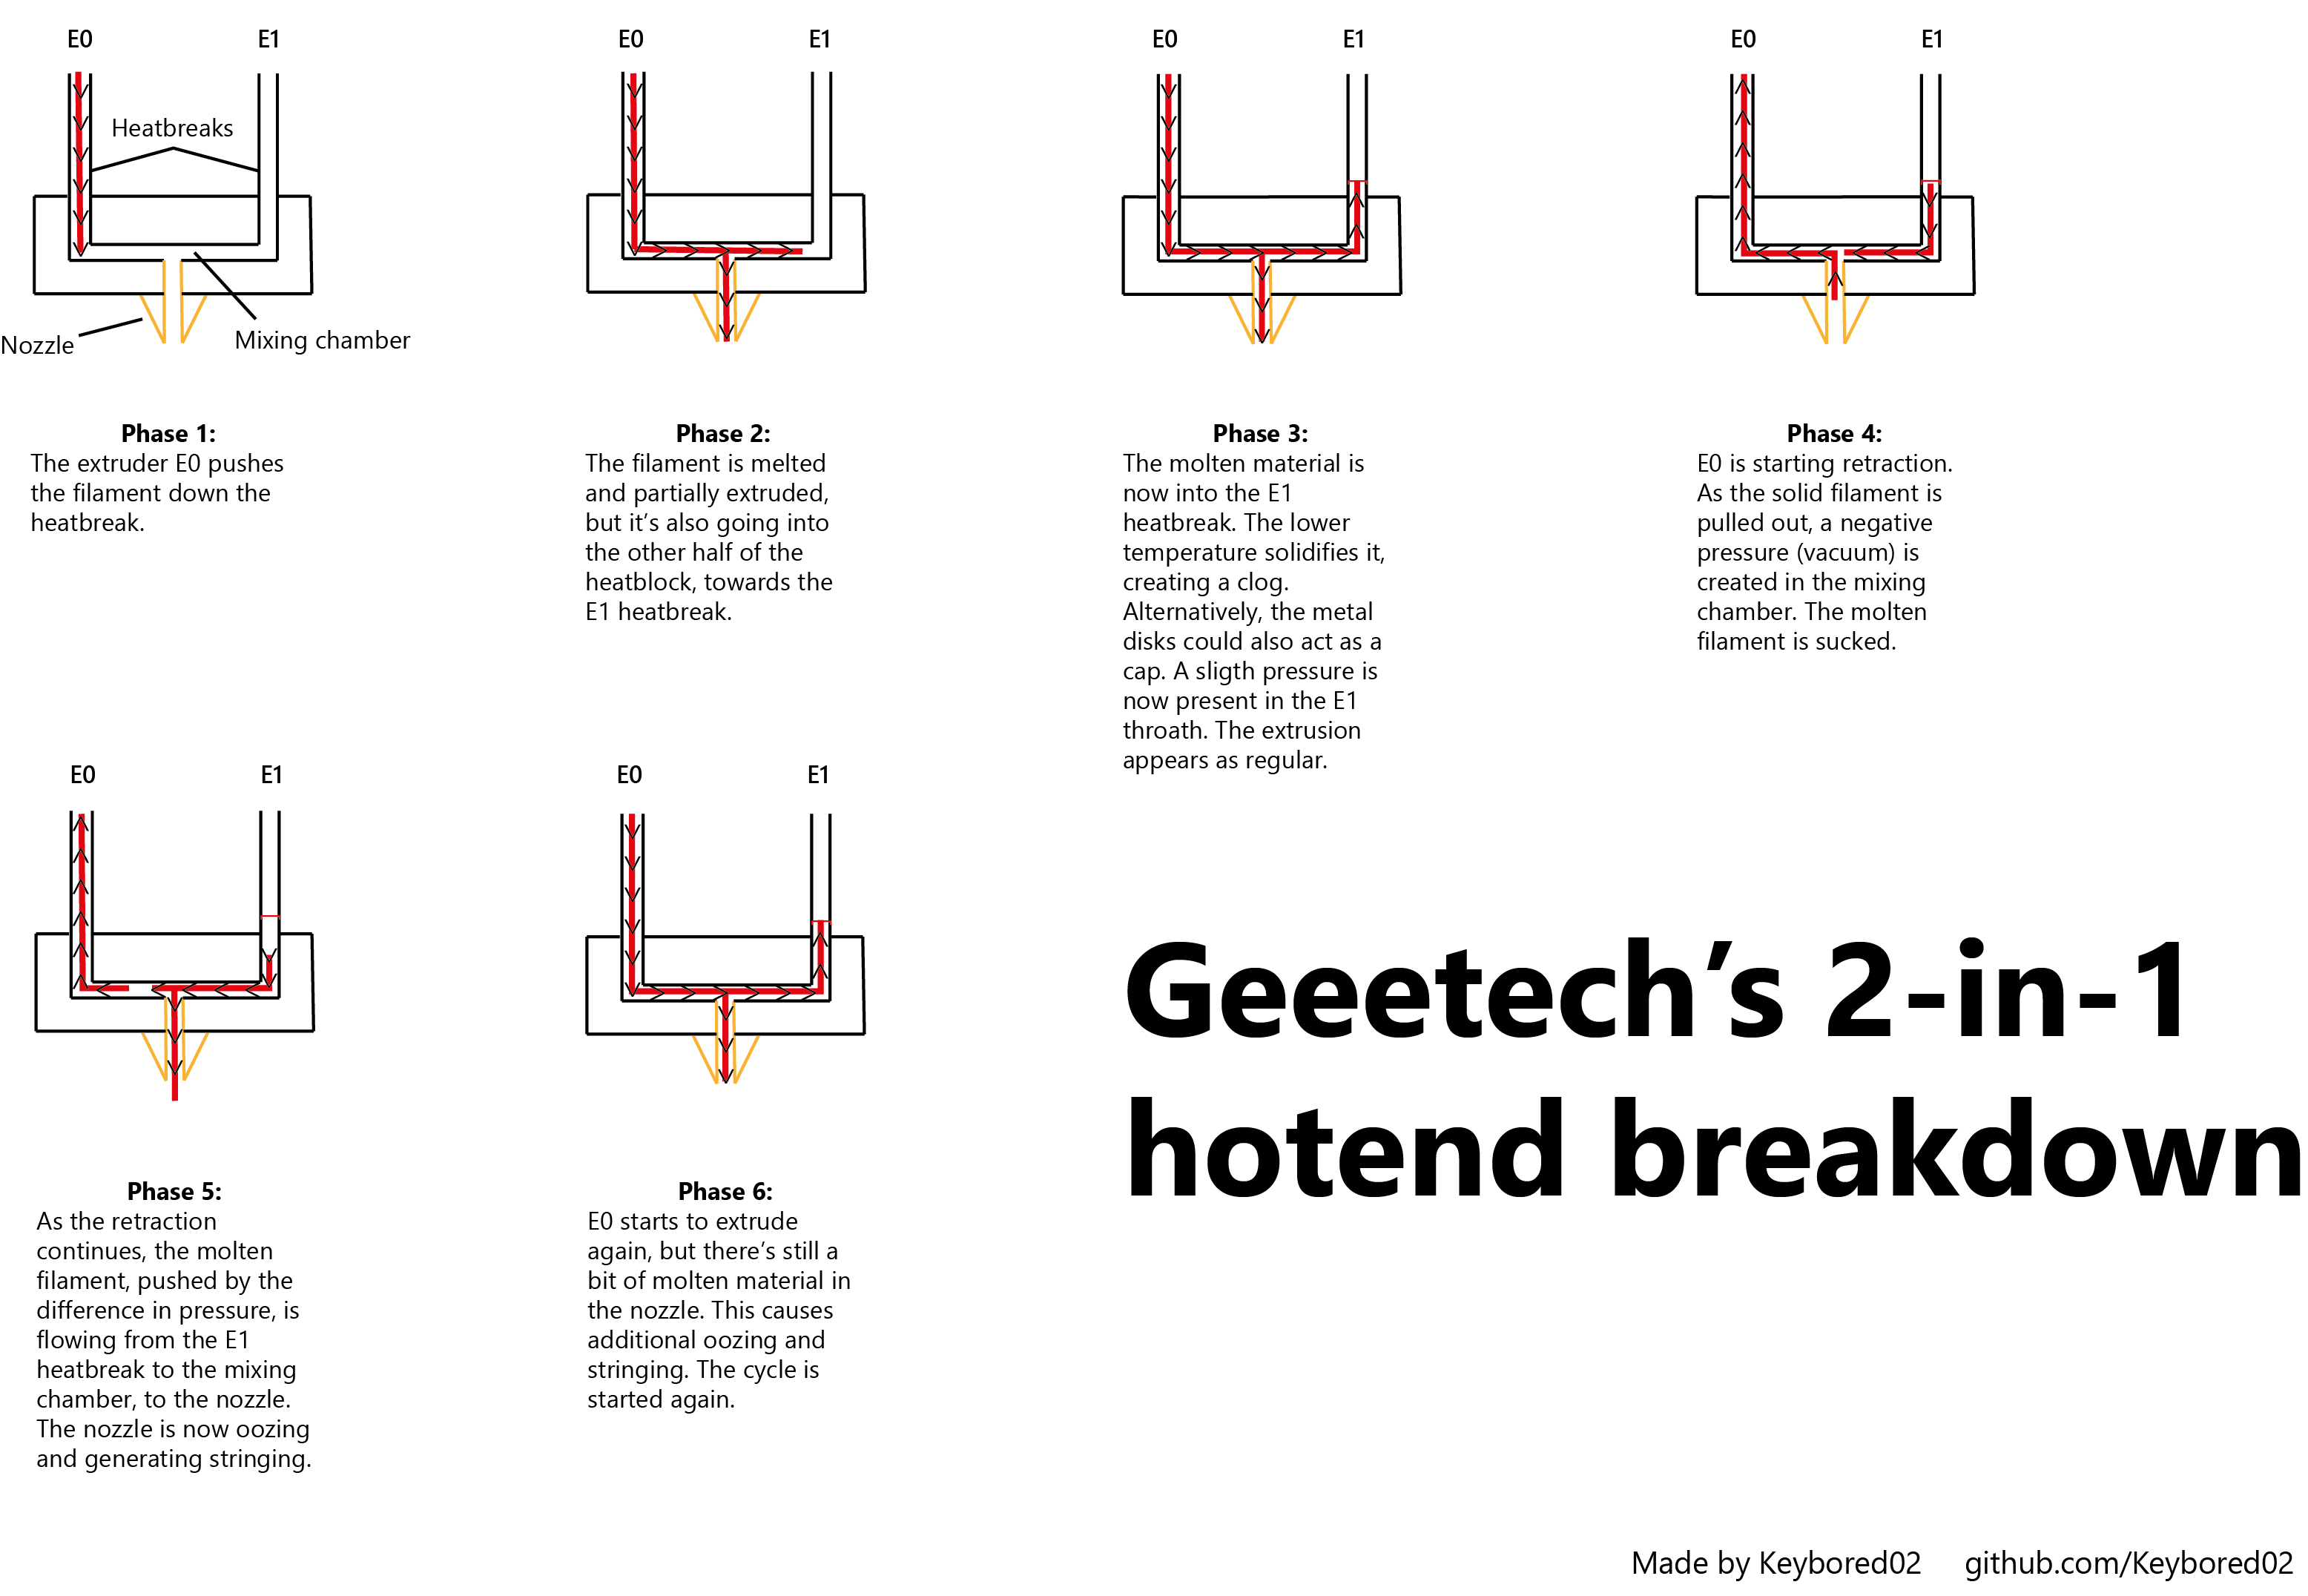 E0
E1
Heatbreaks
Nozzle
Mixing chamber
Phase 1:
The extruder E0 pushes
the filament down the
heatbreak.
E0
E1
Phase 2:
The filament is melted
and partially extruded,
but it’s also going into
the other half of the
heatblock, towards the
E1 heatbreak.
E0
E1
Phase 3:
The molten material is
now into the E1
heatbreak. The lower
temperature solidifies it,
creating a clog.
Alternatively, the metal
disks could also act as a
cap. A sligth pressure is
now present in the E1
throath. The extrusion
appears as regular.
E0
E1
Phase 4:
E0 is starting retraction.
As the solid filament is
pulled out, a negative
pressure (vacuum) is
created in the mixing
chamber. The molten
filament is sucked.
E0
E1
Phase 5:
As the retraction
continues, the molten
filament, pushed by the
difference in pressure, is
flowing from the E1
heatbreak to the mixing
chamber, to the nozzle.
The nozzle is now oozing
and generating stringing.
E0
E1
Phase 6:
E0 starts to extrude
again, but there’s still a
bit of molten material in
the nozzle. This causes
additional oozing and
stringing. The cycle is
started again.
Geeetech’s 2-in-1
hotend breakdown
Made by Keybored02
github.com/Keybored02